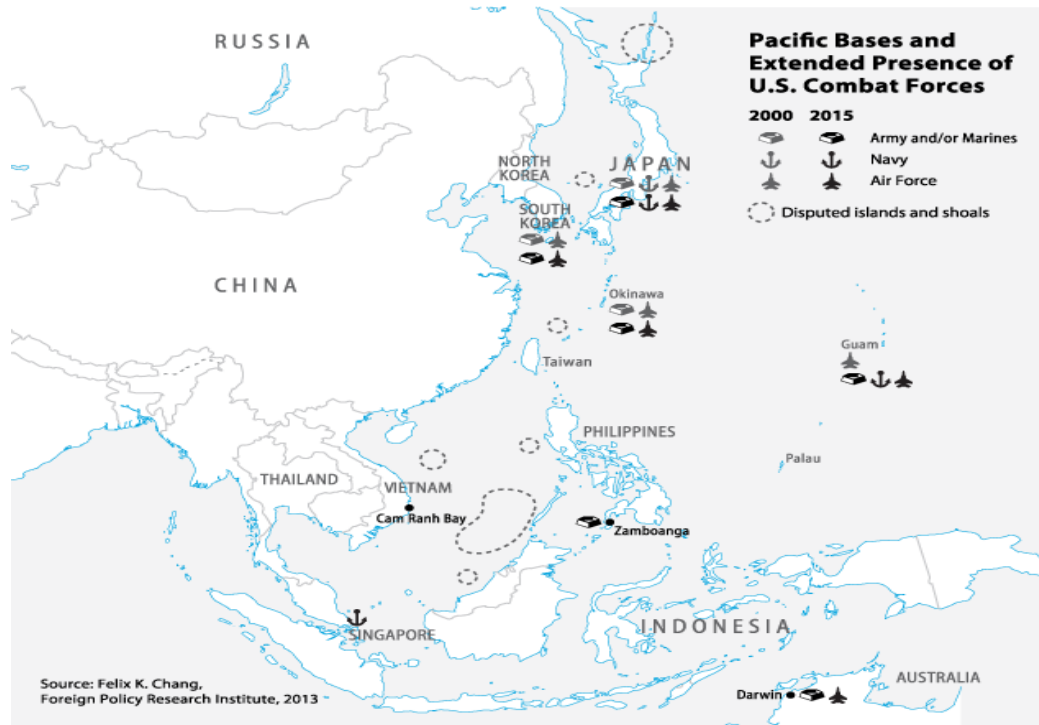 RUSSIA
Pacific Bases and
Extended Presence of
U.S. Combat Forces
2000 2015
Army and/or Marines
Navy
Air Force
Disputed islands and shoals
NORTH
KOREA
JAPAN
SOUTH
KOREA
CHINA
Okinawa
Taiwan
Guam
PHILIPPINES
Palau
THAILAND
VIETNAM
Cam Ranh Bay
Zamboanga
SINGAPORE
INDONESIA
AUSTRALIA
Darwin
Source: Felix K. Chang,
Foreign Policy Research Institute, 2013